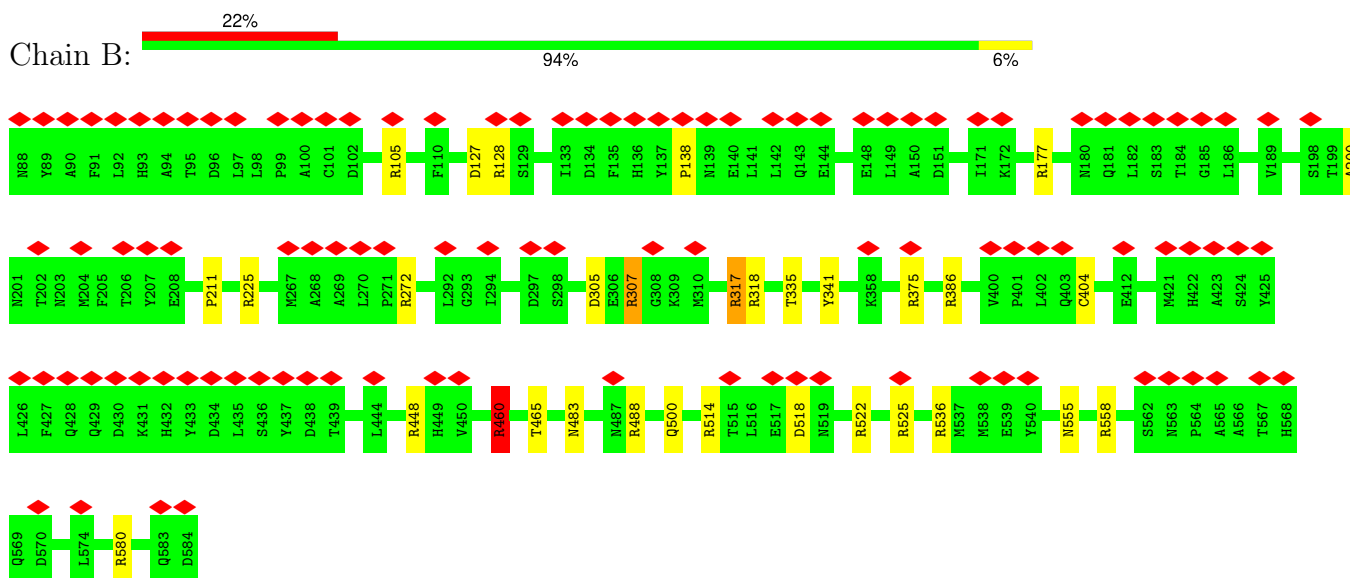 22%
Chain B:
94% 6%
N88 Y89 A90 F91 L92 H93 A94 T95 D96 L97 L98 P99 A100 C101 D102 R105 F110 D127 R128 S129 I133 D134 F135 H136 Y137 P138 N139 E140 L141 L142 Q143 E144 E148 L149 A150 D151 I171 K172 R177 N180 Q181 L182 S183 T184 G185 L186 V189 S198 T199 A200
N201 T202 N203 M204 F205 T206 Y207 E208 P211 R225 M267 A268 A269 L270 P271 R272 L292 G293 I294 D297 S298 D305 E306 R307 G308 K309 M310 R317 R318 T335 Y341 K358 R375 R386 V400 P401 L402 Q403 C404 E412 M421 H422 A423 S424 Y425
L426 F427 Q428 Q429 D430 K431 H432 Y433 D434 L435 S436 Y437 D438 T439 L444 R448 H449 V450 R460 T465 N483 N487 R488 Q500 R514 T515 L516 E517 D518 N519 R522 R525 R536 M537 M538 E539 Y540 N555 R558 S562 N563 P564 A565 A566 T567 H568
Q569 D570 L574 R580 Q583 D584